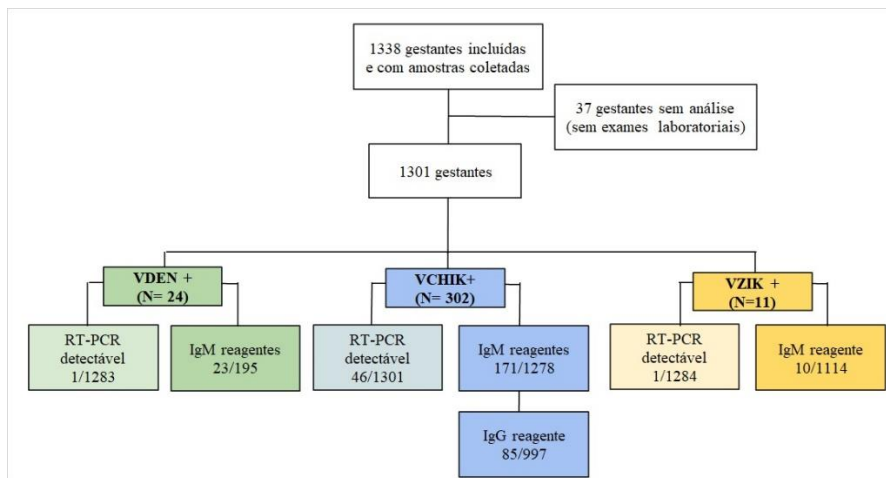 1338 gestantes incluídas
e com amostras coletadas
37 gestantes sem análise
(sem exames laboratoriais)
1301 gestantes
VDEN +
(N= 24)
VCHIK+
(N= 302)
VZIK +
(N=11)
RT-PCR
detectável
1/1283
IgM reagentes
23/195
RT-PCR
detectável
46/1301
IgM reagentes
171/1278
RT-PCR
detectável
1/1284
IgM reagente
10/1114
IgG reagente
85/997